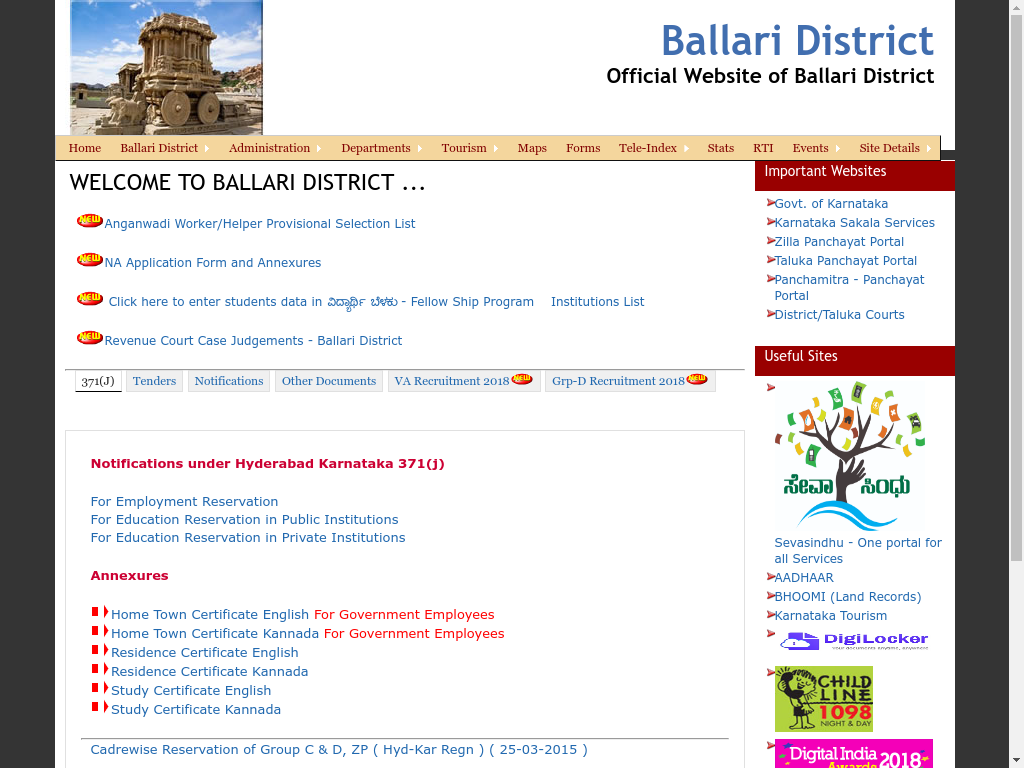 Ballari District
Official Website of Ballari District
Home Ballari District Administration Departments Tourism Maps Forms Tele-Index Stats RTI Events Site Details
WELCOME TO BALLARI DISTRICT ...
NEW Anganwadi Worker/Helper Provisional Selection List
NEW NA Application Form and Annexures
NEW Click here to enter students data in ವಿದ್ಯಾರ್ಥಿ ಬೆಳಕು - Fellow Ship Program Institutions List
NEW Revenue Court Case Judgements - Ballari District
371(J) Tenders Notifications Other Documents VA Recruitment 2018 NEW Grp-D Recruitment 2018 NEW
Notifications under Hyderabad Karnataka 371(j)
For Employment Reservation
For Education Reservation in Public Institutions
For Education Reservation in Private Institutions
Annexures
Home Town Certificate English For Government Employees
Home Town Certificate Kannada For Government Employees
Residence Certificate English
Residence Certificate Kannada
Study Certificate English
Study Certificate Kannada
Cadrewise Reservation of Group C & D, ZP ( Hyd-Kar Regn ) ( 25-03-2015 )
Important Websites
Govt. of Karnataka
Karnataka Sakala Services
Zilla Panchayat Portal
Taluka Panchayat Portal
Panchamitra - Panchayat
Portal
District/Taluka Courts
Useful Sites
ಸೇವಾ ಸಿಂಧು
Sevasindhu - One portal for
all Services
AADHAAR
BHOOMI (Land Records)
Karnataka Tourism
DigiLocker
Your documents anytime, anywhere
CHILD
LINE
1098
NIGHT & DAY
Digital India
Awards 2018